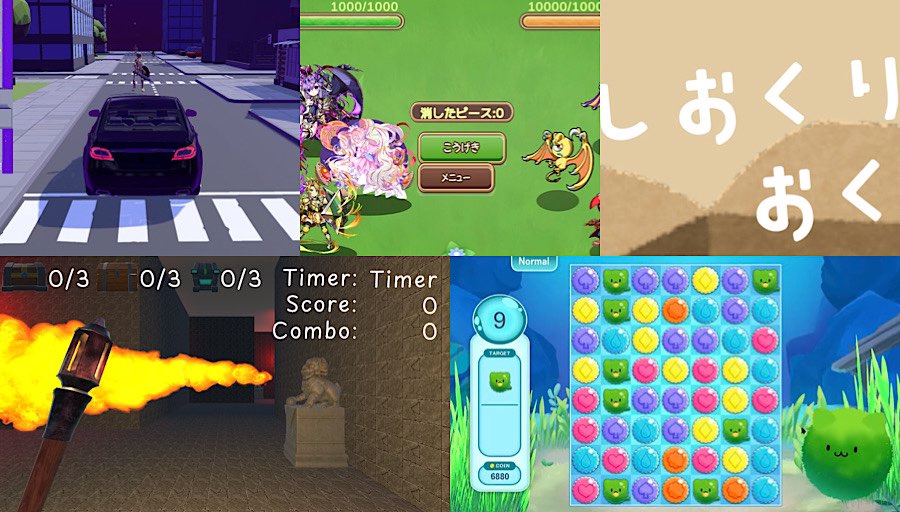 1000/1000
10000/1000
消したピース:0
こうげき
メニュー
しおくり
おく
0/3 0/3 0/3
Timer: Timer
Score: 0
Combo: 0
Normal
9
TARGET
COIN
6880